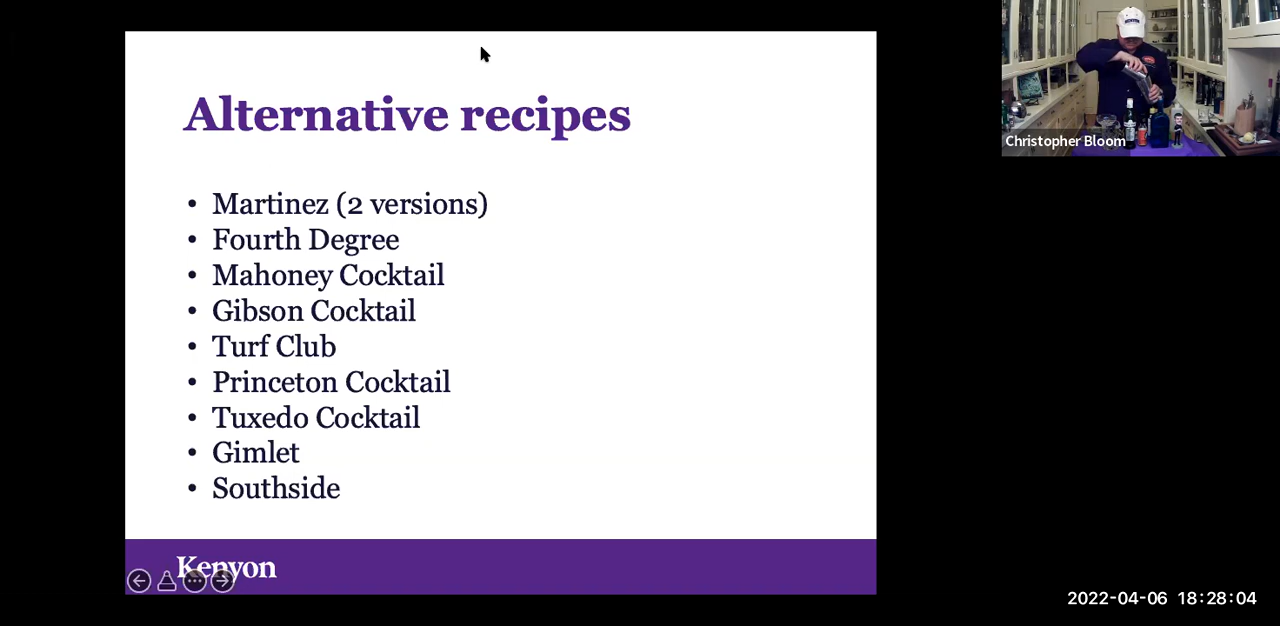 Alternative recipes
• Martinez (2 versions)
• Fourth Degree
• Mahoney Cocktail
• Gibson Cocktail
• Turf Club
• Princeton Cocktail
• Tuxedo Cocktail
• Gimlet
• Southside
Kenyon
Christopher Bloom
2022-04-06 18:28:04